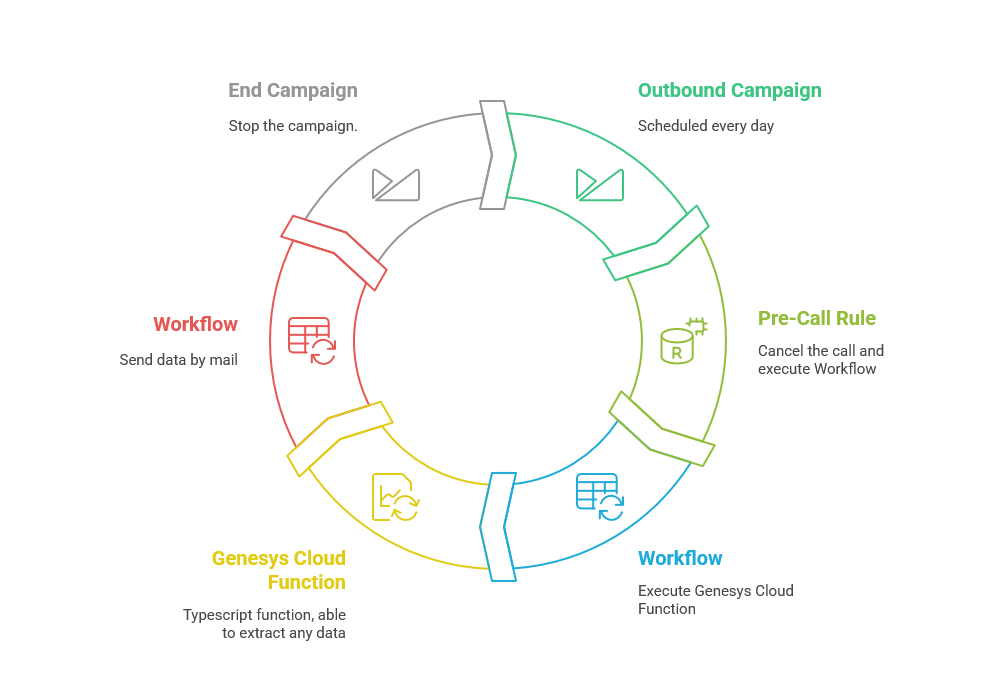 End Campaign
Stop the campaign.
Outbound Campaign
Scheduled every day
Pre-Call Rule
Cancel the call and
execute Workflow
R
Workflow
Execute Genesys Cloud
Function
Genesys Cloud
Function
Typescript function, able
to extract any data
Workflow
Send data by mail